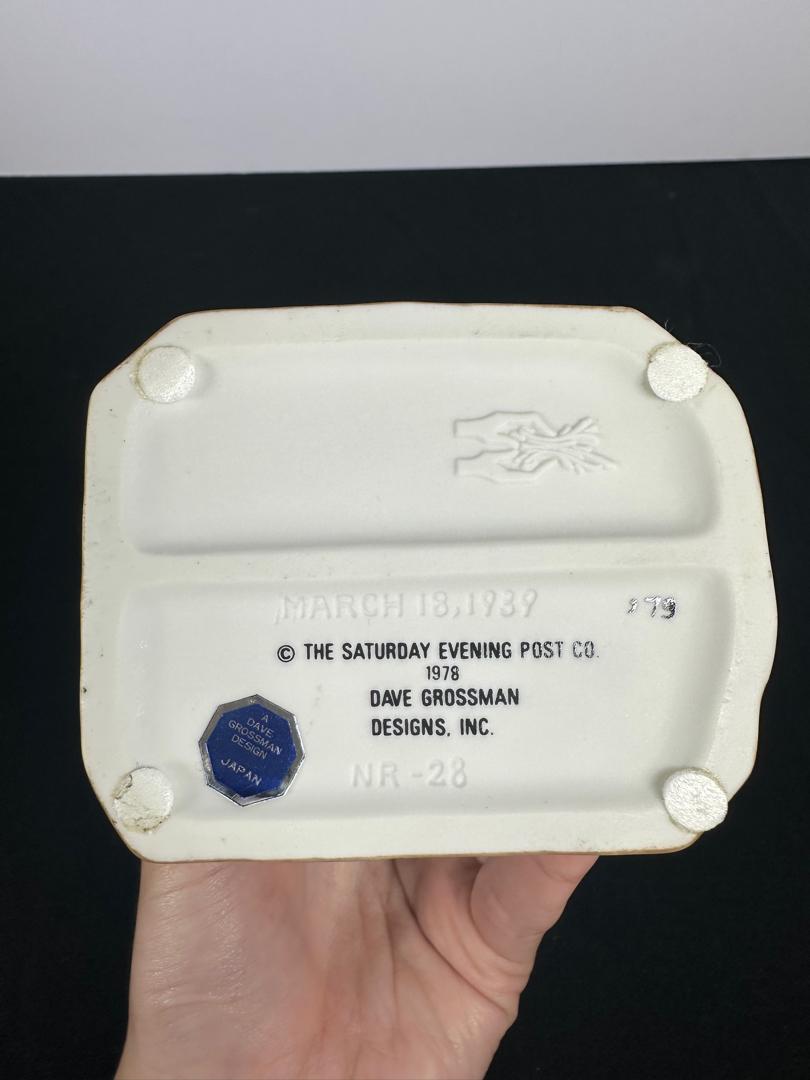 MARCH 18, 1939
'79
© THE SATURDAY EVENING POST CO.
1978
DAVE GROSSMAN
DESIGNS, INC.
A
DAVE
GROSSMAN
DESIGN
JAPAN
NR-28